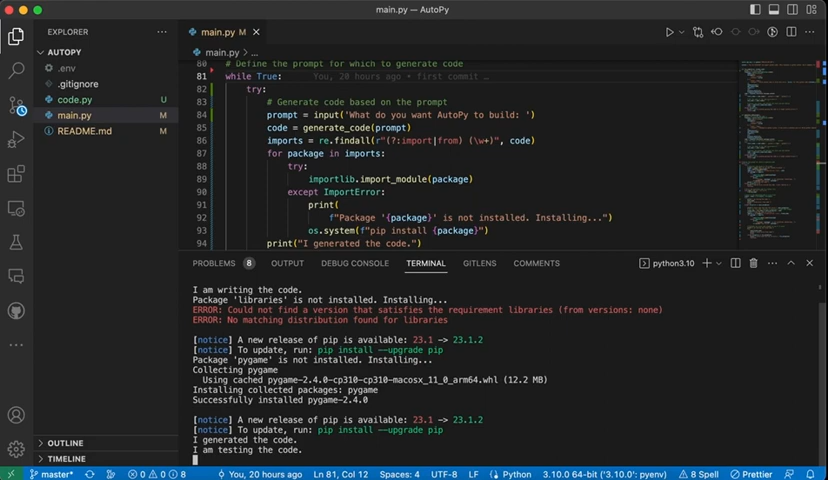 main.py — AutoPy
EXPLORER
main.py M
AUTOPY
.env
.gitignore
code.py U
main.py M
README.md M
OUTLINE
TIMELINE
main.py > ...
80 # Define the prompt for which to generate code
81 while True: You, 20 hours ago • first commit …
82 try:
83 # Generate code based on the prompt
84 prompt = input('What do you want AutoPy to build: ')
85 code = generate_code(prompt)
86 imports = re.findall(r"(?:import|from) (\w+)", code)
87 for package in imports:
88 try:
89 importlib.import_module(package)
90 except ImportError:
91 print(
92 f"Package '{package}' is not installed. Installing...")
93 os.system(f"pip install {package}")
94 print("I generated the code.")
PROBLEMS 8 OUTPUT DEBUG CONSOLE TERMINAL GITLENS COMMENTS python3.10
I am writing the code.
Package 'libraries' is not installed. Installing...
ERROR: Could not find a version that satisfies the requirement libraries (from versions: none)
ERROR: No matching distribution found for libraries
[notice] A new release of pip is available: 23.1 -> 23.1.2
[notice] To update, run: pip install --upgrade pip
Package 'pygame' is not installed. Installing...
Collecting pygame
Using cached pygame-2.4.0-cp310-cp310-macosx_11_0_arm64.whl (12.2 MB)
Installing collected packages: pygame
Successfully installed pygame-2.4.0
[notice] A new release of pip is available: 23.1 -> 23.1.2
[notice] To update, run: pip install --upgrade pip
I generated the code.
I am testing the code.
master* 0 0 8 You, 20 hours ago Ln 81, Col 12 Spaces: 4 UTF-8 LF Python 3.10.0 64-bit ('3.10.0': pyenv) 8 Spell Prettier